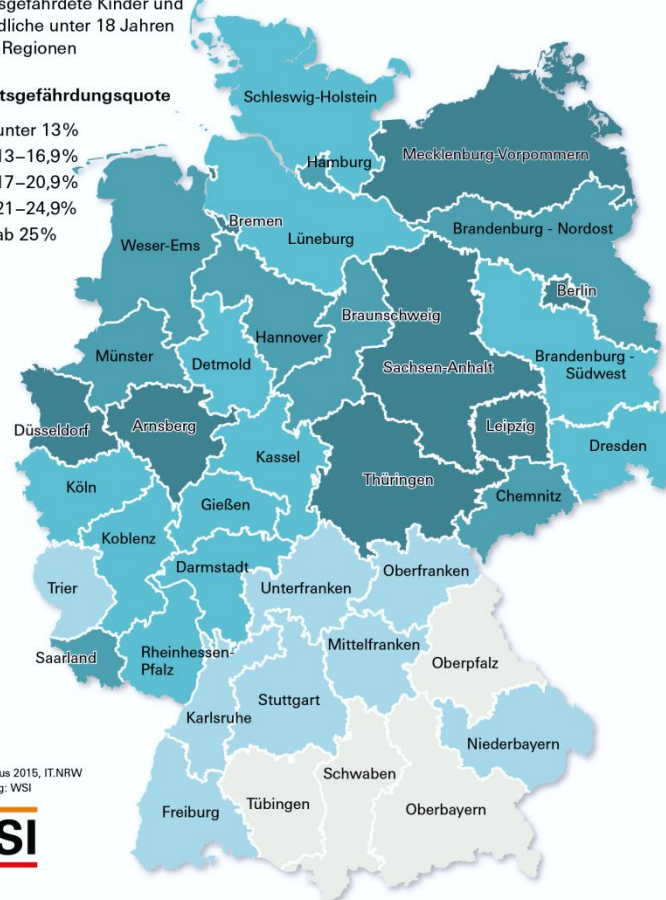 sgefährdete Kinder und
dliche unter 18 Jahren
Regionen
tsgefährdungsquote
unter 13%
13–16,9%
17–20,9%
21–24,9%
ab 25%
Schleswig-Holstein
Hamburg
Mecklenburg-Vorpommern
Bremen
Brandenburg - Nordost
Weser-Ems
Lüneburg
Berlin
Braunschweig
Hannover
Münster
Detmold
Brandenburg -
Südwest
Sachsen-Anhalt
Düsseldorf
Arnsberg
Leipzig
Dresden
Kassel
Thüringen
Köln
Chemnitz
Gießen
Koblenz
Darmstadt
Oberfranken
Trier
Unterfranken
Saarland
Rheinhessen-
Pfalz
Mittelfranken
Oberpfalz
Stuttgart
Karlsruhe
Niederbayern
us 2015, IT.NRW
g: WSI
Schwaben
Tübingen
Freiburg
Oberbayern
SI